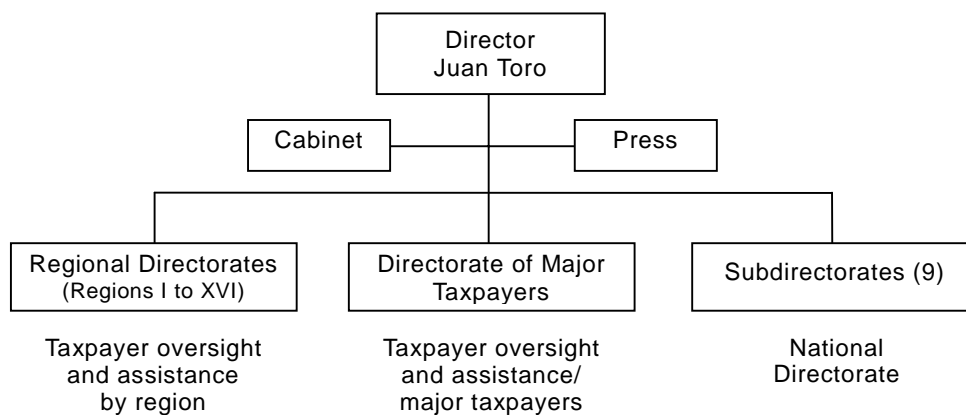 Director
Juan Toro
Cabinet
Press
Regional Directorates
(Regions I to XVI)
Directorate of Major
Taxpayers
Subdirectorates (9)
Taxpayer oversight
and assistance
by region
Taxpayer oversight
and assistance/
major taxpayers
National
Directorate